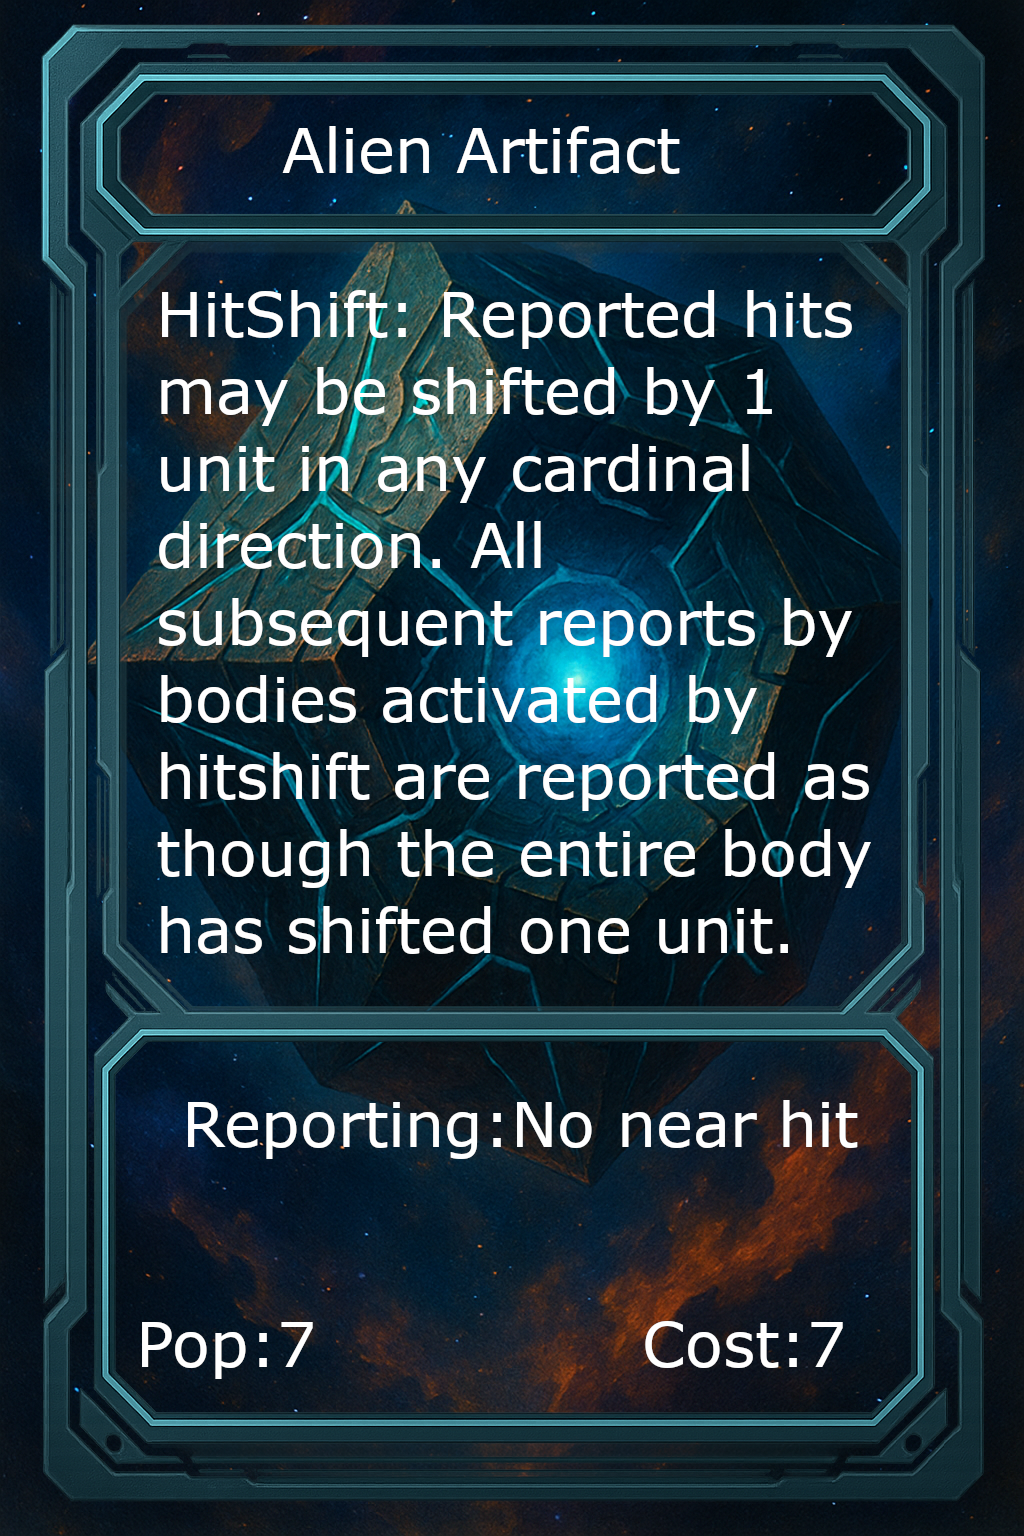 Alien Artifact
HitShift: Reported hits
may be shifted by 1
unit in any cardinal
direction. All
subsequent reports by
bodies activated by
hitshift are reported as
though the entire body
has shifted one unit.
Reporting:No near hit
Pop:7 Cost:7